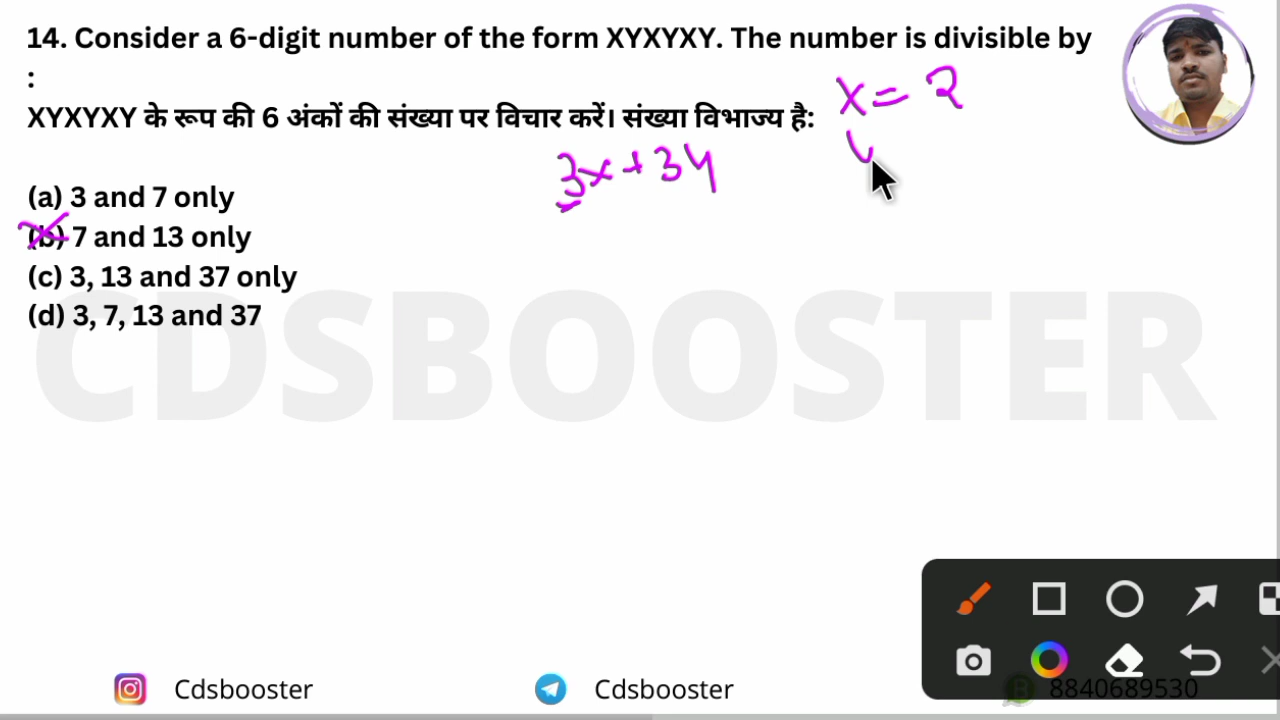 14. Consider a 6-digit number of the form XYXYXY. The number is divisible by
:
XYXYXY के रूप की 6 अंकों की संख्या पर विचार करें। संख्या विभाज्य है:
x = 2
3x + 3y
(a) 3 and 7 only
(b) 7 and 13 only
(c) 3, 13 and 37 only
(d) 3, 7, 13 and 37
CDSBOOSTER
Cdsbooster
Cdsbooster
8840689530